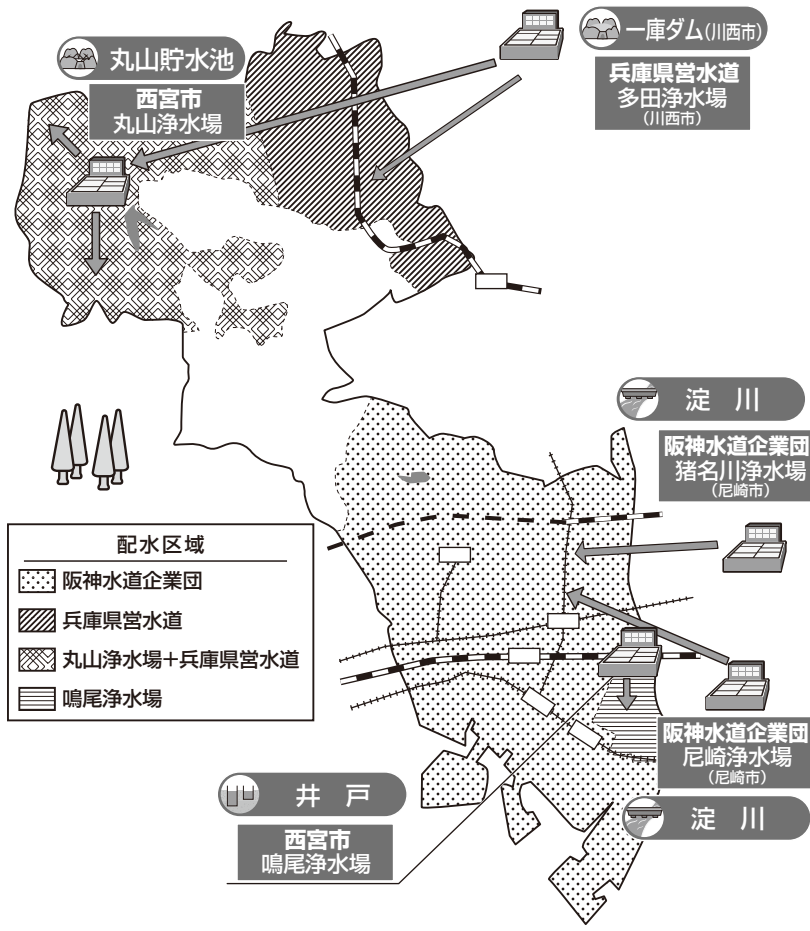 一庫ダム(川西市)
兵庫県営水道
多田浄水場
(川西市)
丸山貯水池
西宮市
丸山浄水場
淀川
阪神水道企業団
猪名川浄水場
(尼崎市)
配水区域
阪神水道企業団
兵庫県営水道
丸山浄水場+兵庫県営水道
鳴尾浄水場
阪神水道企業団
尼崎浄水場
(尼崎市)
淀川
井戸
西宮市
鳴尾浄水場